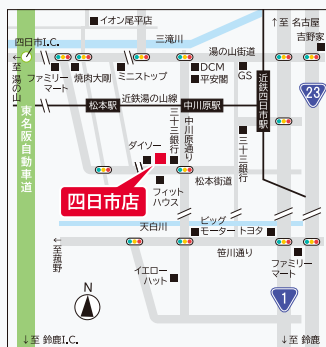 イオン尾平店
↑至 名古屋
吉野家
四日市I.C.
三滝川
湯の山街道
←至 湯の山
ファミリー
マート
焼肉大剛
ミニストップ
DCM
平安閣
GS
近鉄四日市駅
23
近鉄湯の山線
松本駅
中川原駅
東名阪自動車道
ダイソー
三十三銀行
中川原通り
三十三銀行
四日市店
フィット
ハウス
松本街道
天白川
ビッグ
モーター
トヨタ
笹川通り
←至 菰野
イエロー
ハット
ファミリー
マート
N
1
↓至 鈴鹿I.C.
↓至 鈴鹿